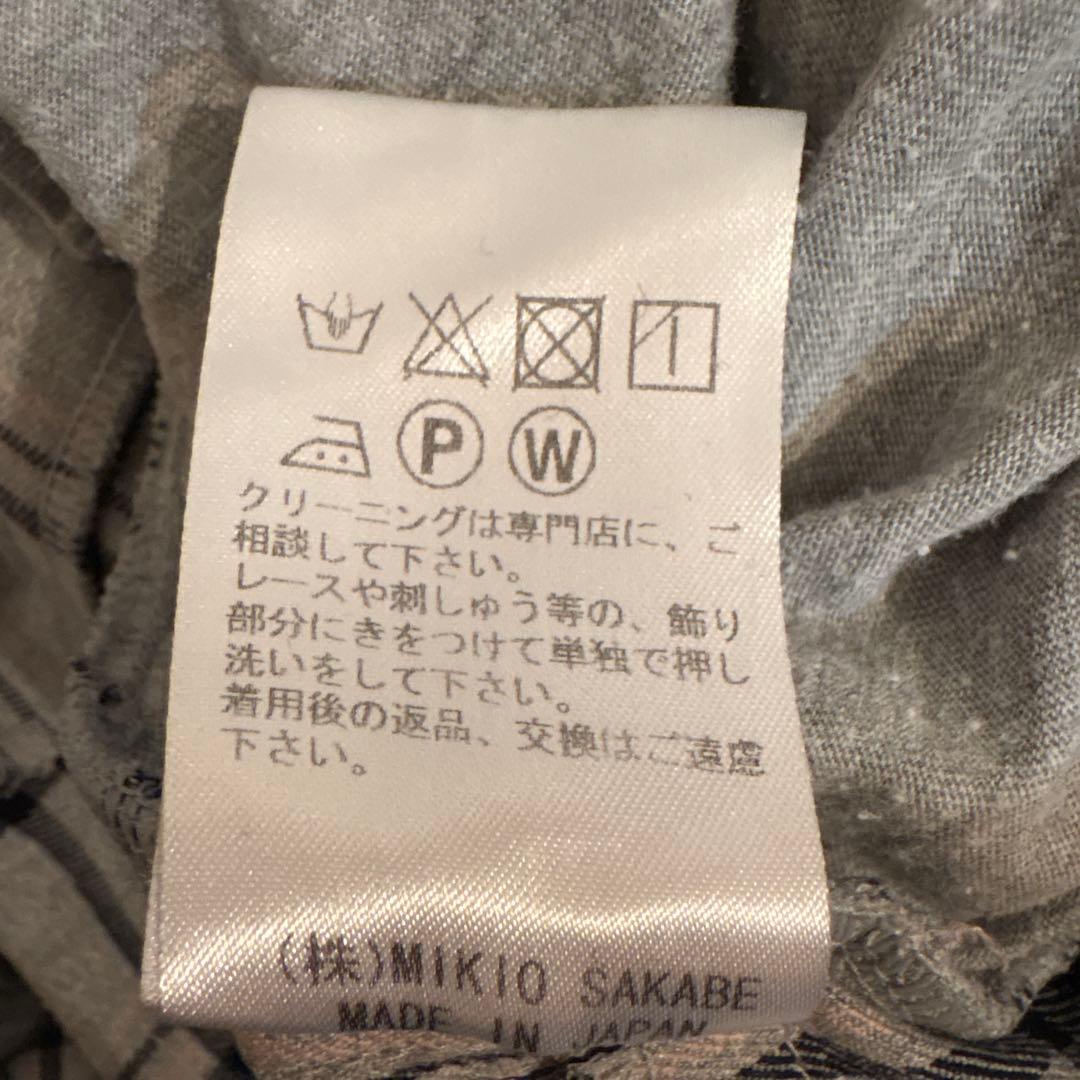 P W
クリーニングは専門店に、ご
相談して下さい。
レースや刺しゅう等の、飾り
部分にきをつけて単独で押し
洗いをして下さい。
着用後の返品、交換はご遠慮
下さい。
(株)MIKIO SAKABE
MADE IN JAPAN